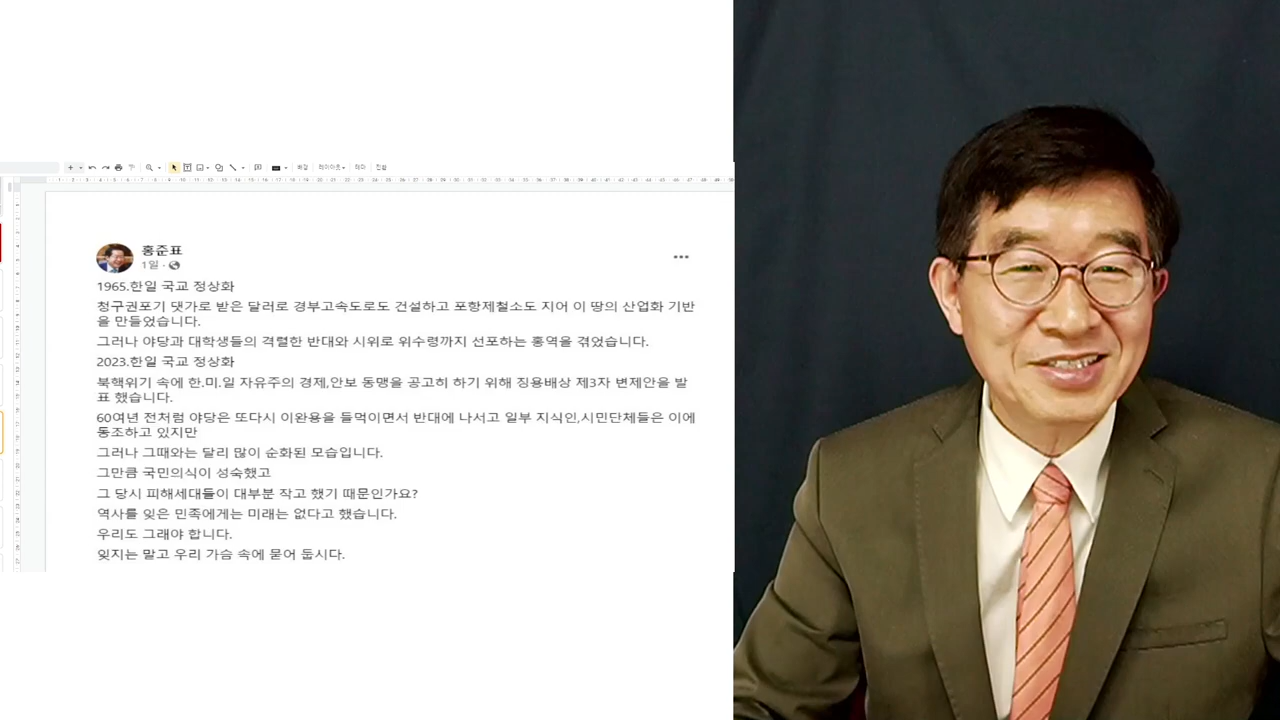 배경
레이아웃
테마
전환
홍준표
1일
1965.한일 국교 정상화
청구권포기 댓가로 받은 달러로 경부고속도로도 건설하고 포항제철소도 지어 이 땅의 산업화 기반
을 만들었습니다.
그러나 야당과 대학생들의 격렬한 반대와 시위로 위수령까지 선포하는 홍역을 겪었습니다.
2023.한일 국교 정상화
북핵위기 속에 한.미.일 자유주의 경제,안보 동맹을 공고히 하기 위해 징용배상 제3자 변제안을 발
표 했습니다.
60여년 전처럼 야당은 또다시 이완용을 들먹이면서 반대에 나서고 일부 지식인,시민단체들은 이에
동조하고 있지만
그러나 그때와는 달리 많이 순화된 모습입니다.
그만큼 국민의식이 성숙했고
그 당시 피해세대들이 대부분 작고 했기 때문인가요?
역사를 잊은 민족에게는 미래는 없다고 했습니다.
우리도 그래야 합니다.
잊지는 말고 우리 가슴 속에 묻어 둡시다.